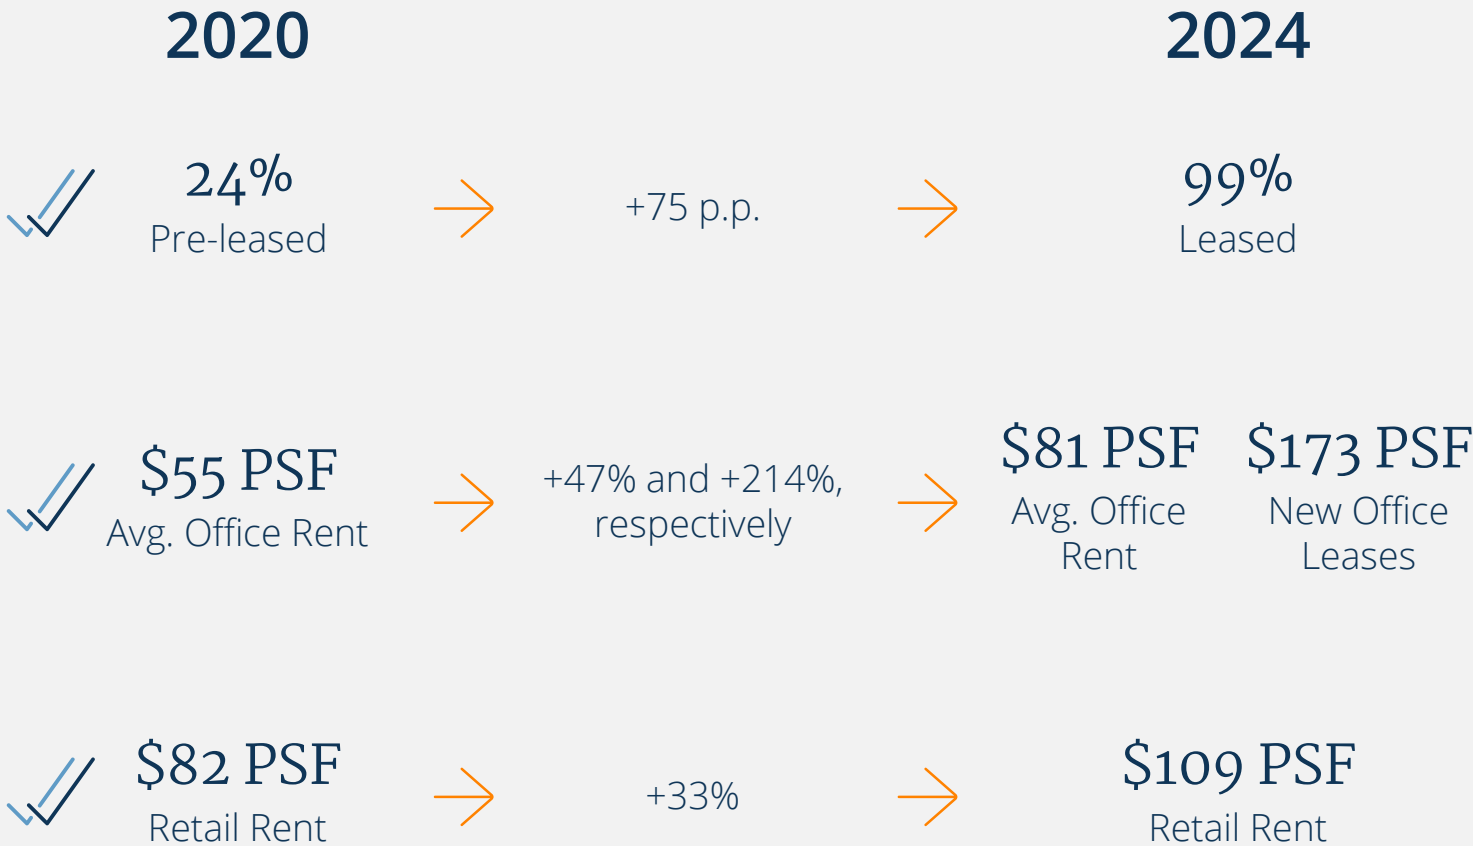 2020
2024
24%
Pre-leased
+75 p.p.
99%
Leased
$55 PSF
Avg. Office Rent
+47% and +214%,
respectively
$81 PSF
Avg. Office
Rent
$173 PSF
New Office
Leases
$82 PSF
Retail Rent
+33%
$109 PSF
Retail Rent